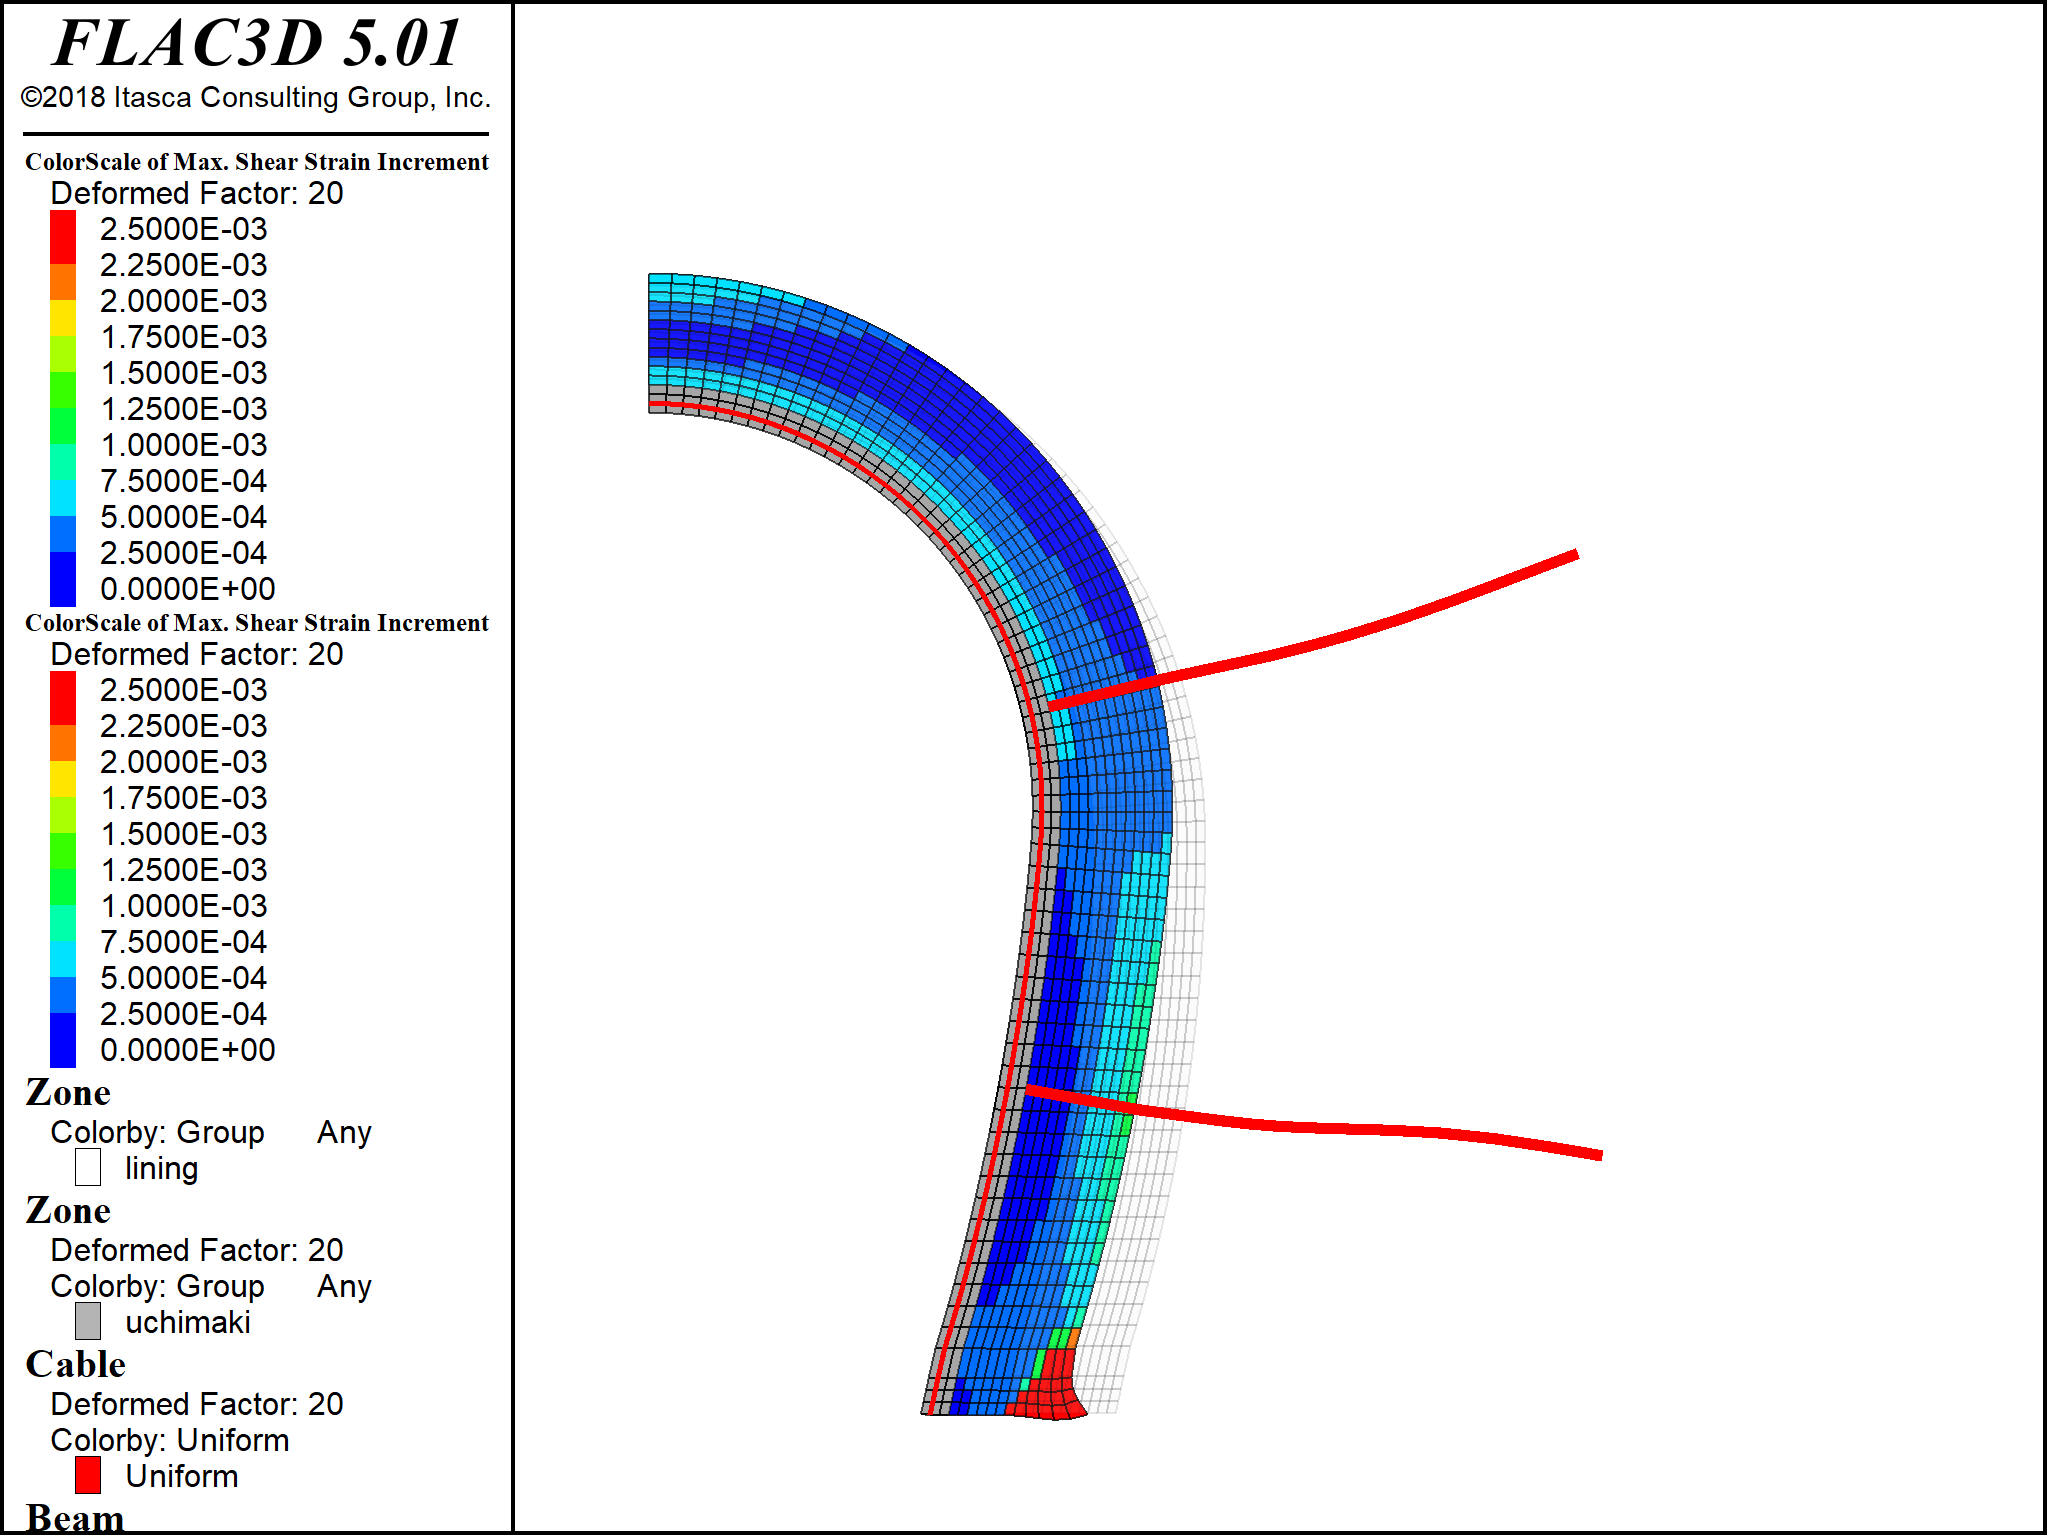 FLAC3D 5.01
©2018 Itasca Consulting Group, Inc.
ColorScale of Max. Shear Strain Increment
Deformed Factor: 20
2.5000E-03
2.2500E-03
2.0000E-03
1.7500E-03
1.5000E-03
1.2500E-03
1.0000E-03
7.5000E-04
5.0000E-04
2.5000E-04
0.0000E+00
ColorScale of Max. Shear Strain Increment
Deformed Factor: 20
2.5000E-03
2.2500E-03
2.0000E-03
1.7500E-03
1.5000E-03
1.2500E-03
1.0000E-03
7.5000E-04
5.0000E-04
2.5000E-04
0.0000E+00
Zone
Colorby: Group Any
lining
Zone
Deformed Factor: 20
Colorby: Group Any
uchimaki
Cable
Deformed Factor: 20
Colorby: Uniform
Uniform
Beam